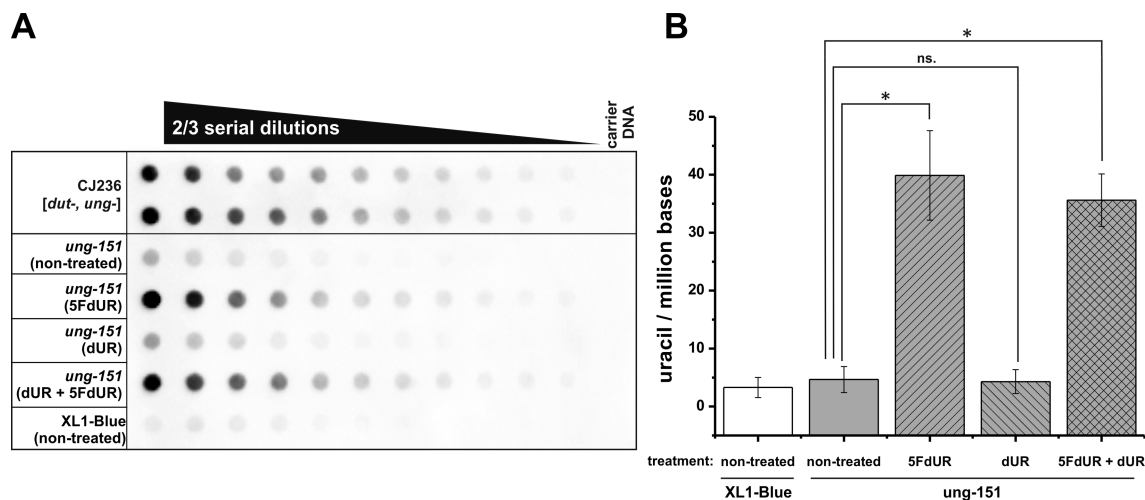 A
2/3 serial dilutions
carrier
DNA
CJ236
[dut-, ung-]
ung-151
(non-treated)
ung-151
(5FdUR)
ung-151
(dUR)
ung-151
(dUR + 5FdUR)
XL1-Blue
(non-treated)
B
*
ns.
*
uracil / million bases
50
40
30
20
10
0
treatment: non-treated non-treated 5FdUR dUR 5FdUR + dUR
XL1-Blue ung-151